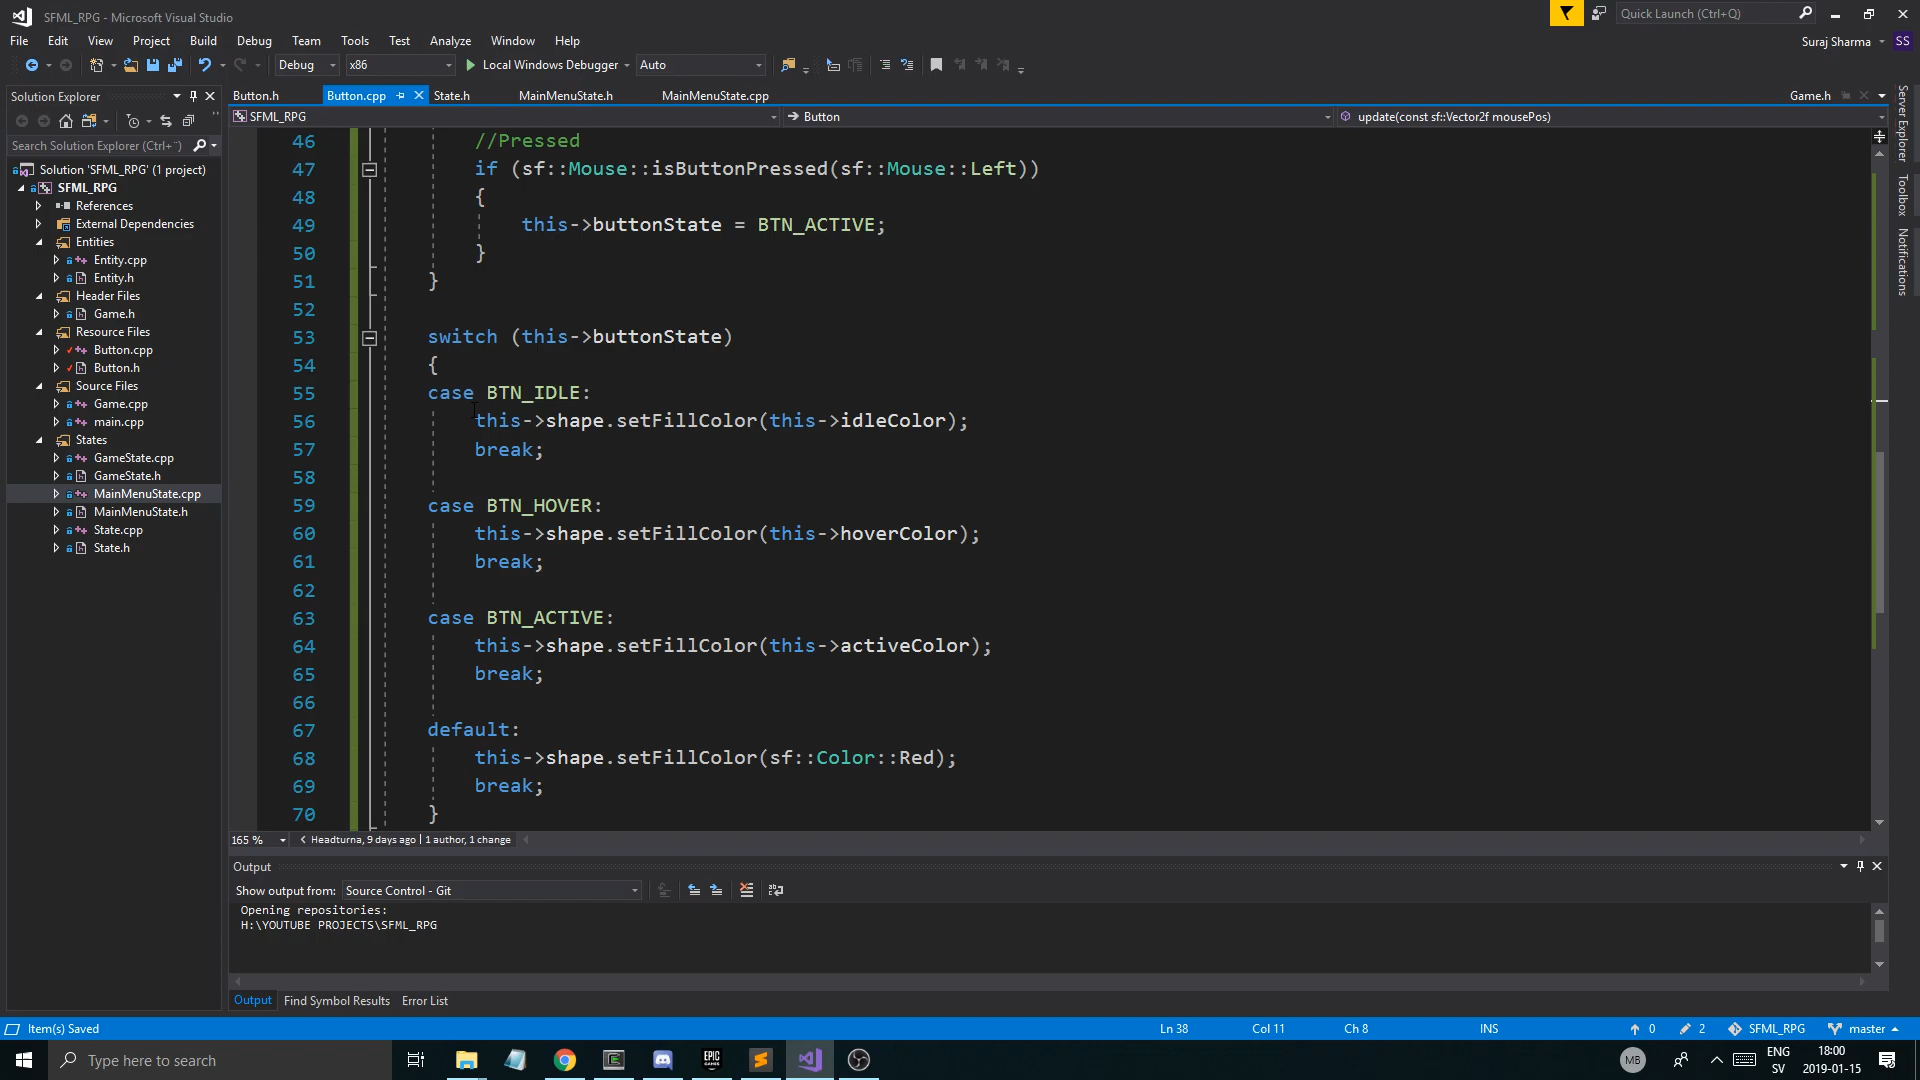 SFML_RPG - Microsoft Visual Studio
Quick Launch (Ctrl+Q)
File Edit View Project Build Debug Team Tools Test Analyze Window Help
Suraj Sharma SS
Debug x86 Local Windows Debugger Auto
Solution Explorer
Button.h Button.cpp State.h MainMenuState.h MainMenuState.cpp Game.h
SFML_RPG Button update(const sf::Vector2f mousePos)
Search Solution Explorer (Ctrl+¨)
Solution 'SFML_RPG' (1 project)
SFML_RPG
References
External Dependencies
Entities
Entity.cpp
Entity.h
Header Files
Game.h
Resource Files
Button.cpp
Button.h
Source Files
Game.cpp
main.cpp
States
GameState.cpp
GameState.h
MainMenuState.cpp
MainMenuState.h
State.cpp
State.h
46 //Pressed
47 if (sf::Mouse::isButtonPressed(sf::Mouse::Left))
48 {
49 this->buttonState = BTN_ACTIVE;
50 }
51 }
52
53 switch (this->buttonState)
54 {
55 case BTN_IDLE:
56 this->shape.setFillColor(this->idleColor);
57 break;
58
59 case BTN_HOVER:
60 this->shape.setFillColor(this->hoverColor);
61 break;
62
63 case BTN_ACTIVE:
64 this->shape.setFillColor(this->activeColor);
65 break;
66
67 default:
68 this->shape.setFillColor(sf::Color::Red);
69 break;
70 }
Server Explorer
Toolbox
Notifications
165 % Headturna, 9 days ago | 1 author, 1 change
Output
Show output from: Source Control - Git
Opening repositories:
H:\YOUTUBE PROJECTS\SFML_RPG
Output Find Symbol Results Error List
Item(s) Saved Ln 38 Col 11 Ch 8 INS 0 2 SFML_RPG master
Type here to search
EPIC GAMES
MB
ENG
SV
18:00
2019-01-15